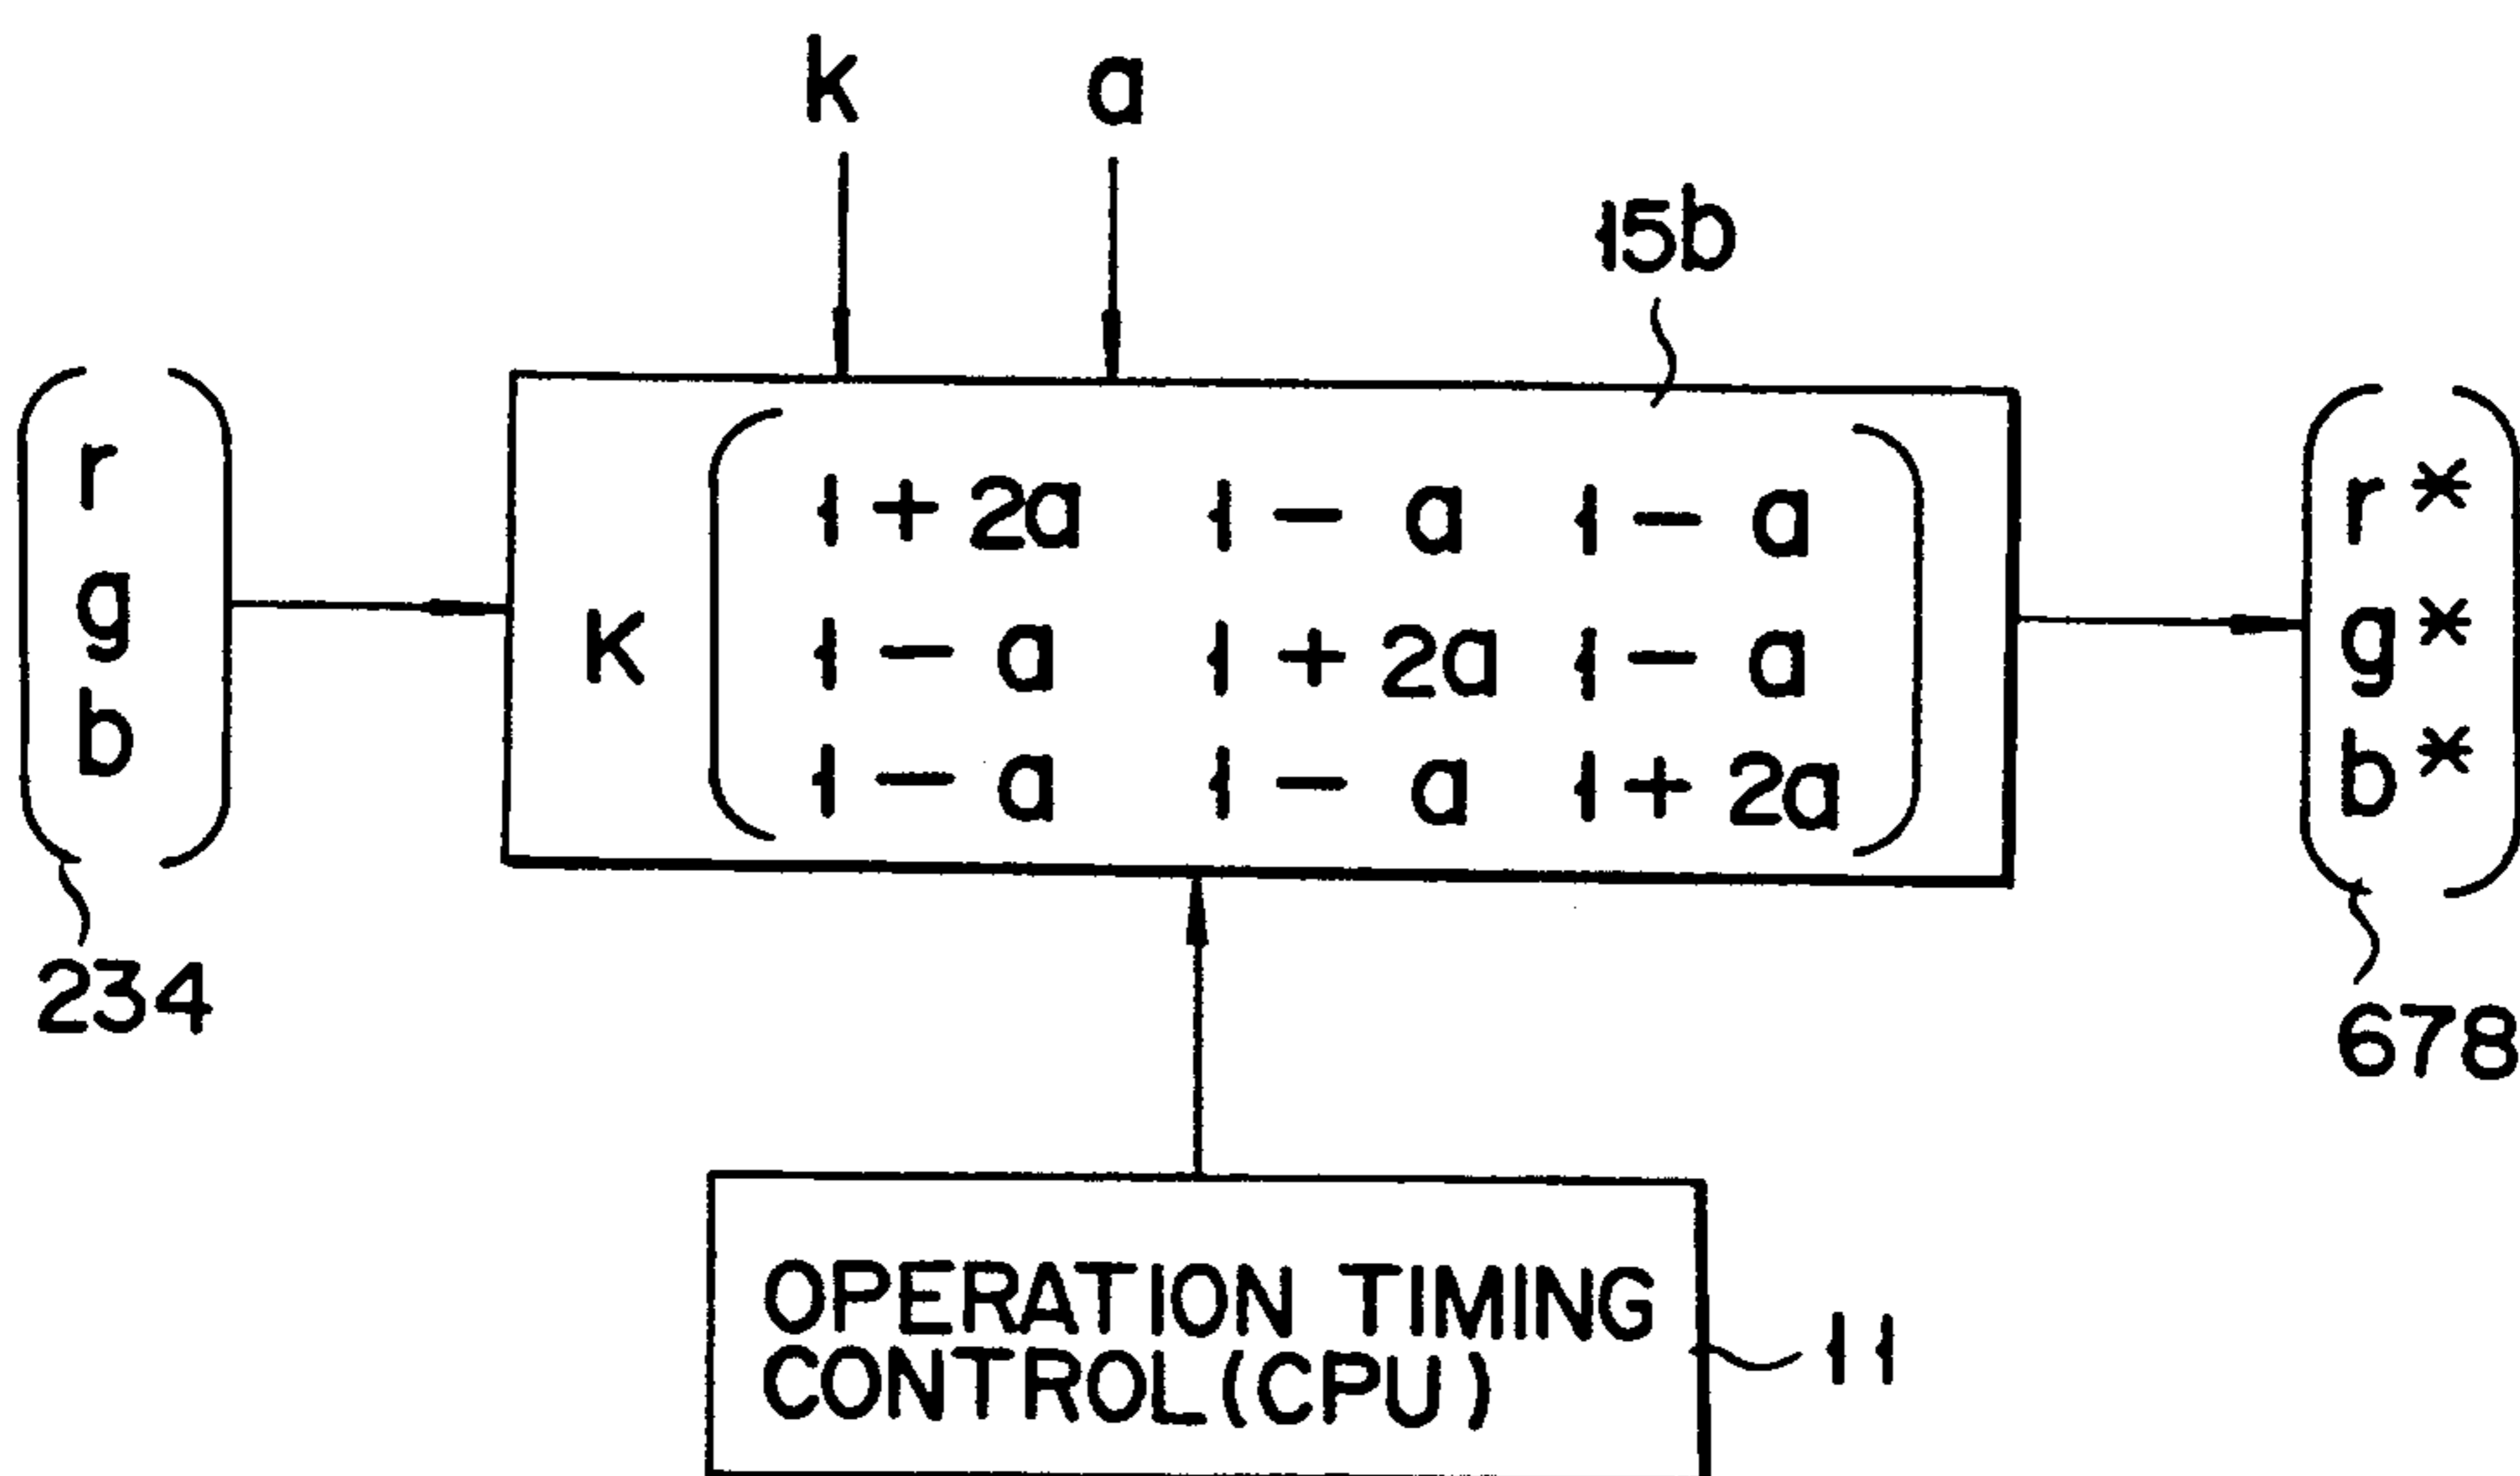 k a
15b
r
g
b
K
1 + 2a 1 - a 1 - a
1 - a 1 + 2a 1 - a
1 - a 1 - a 1 + 2a
r*
g*
b*
234
678
OPERATION TIMING
CONTROL(CPU)
11